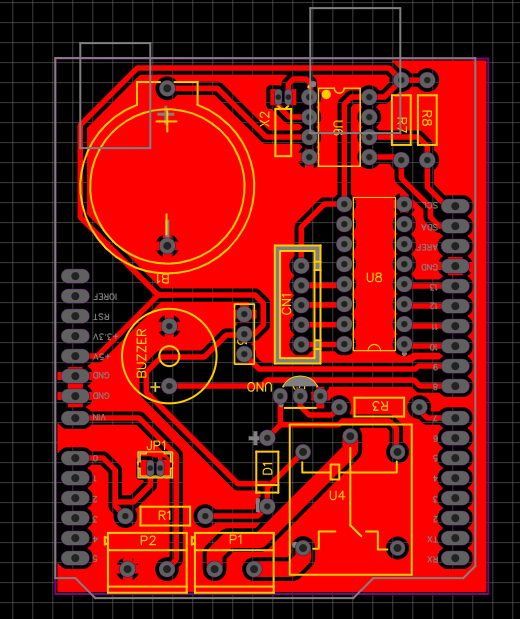 X2
U6
R7
R8
SCL
SDA
AREF
GND
13
12
11
10
9
8
U8
CN1
B1
IOREF
RST
+3.3V
+5V
GND
GND
VIN
BUZZER
+
UNO
R3
7
6
5
4
3
2
TX
RX
JP1
0
1
2
3
4
5
D1
U4
R1
P2
P1